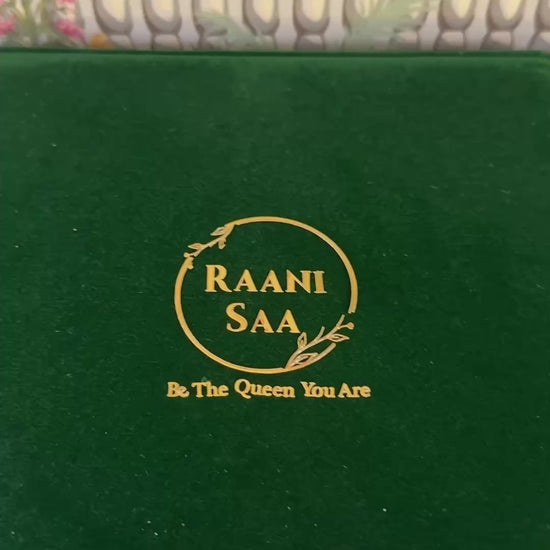 RAANI
SAA
Be The Queen You Are